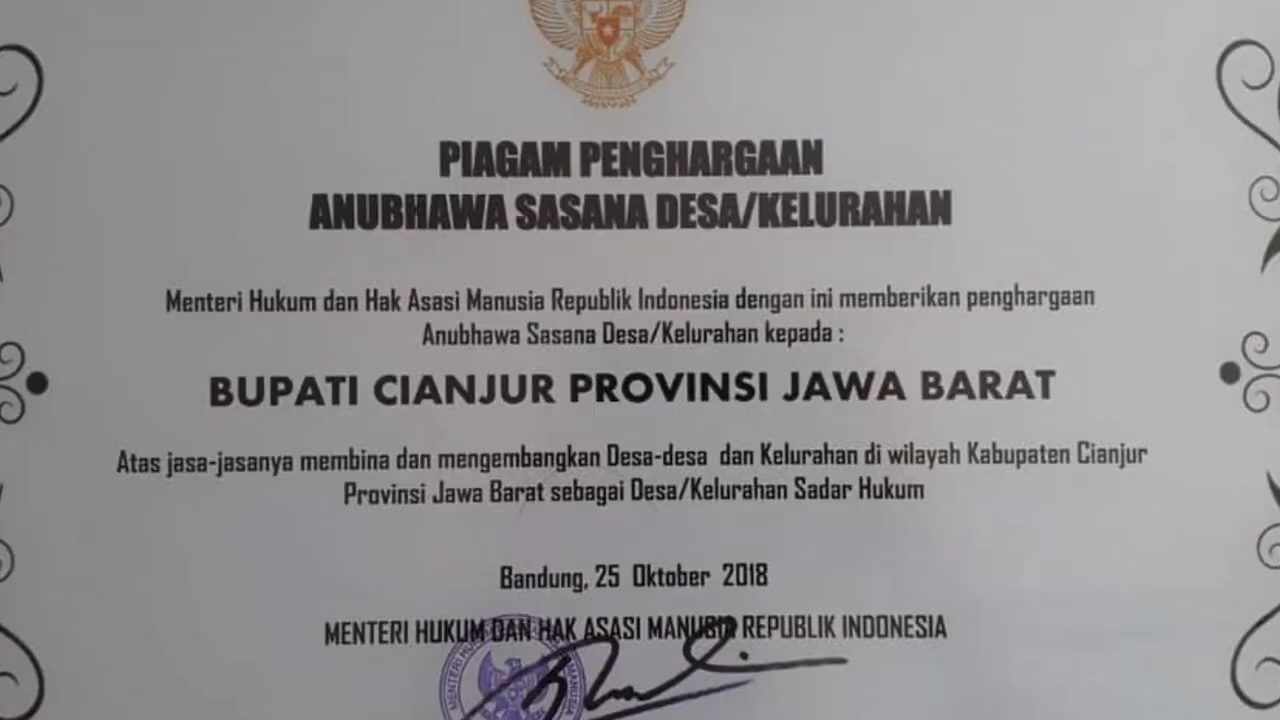 PIAGAM PENGHARGAAN
ANUBHAWA SASANA DESA/KELURAHAN
Menteri Hukum dan Hak Asasi Manusia Republik Indonesia dengan ini memberikan penghargaan
Anubhawa Sasana Desa/Kelurahan kepada :
BUPATI CIANJUR PROVINSI JAWA BARAT
Atas jasa-jasanya membina dan mengembangkan Desa-desa dan Kelurahan di wilayah Kabupaten Cianjur
Provinsi Jawa Barat sebagai Desa/Kelurahan Sadar Hukum
Bandung, 25 Oktober 2018
MENTERI HUKUM DAN HAK ASASI MANUSIA REPUBLIK INDONESIA